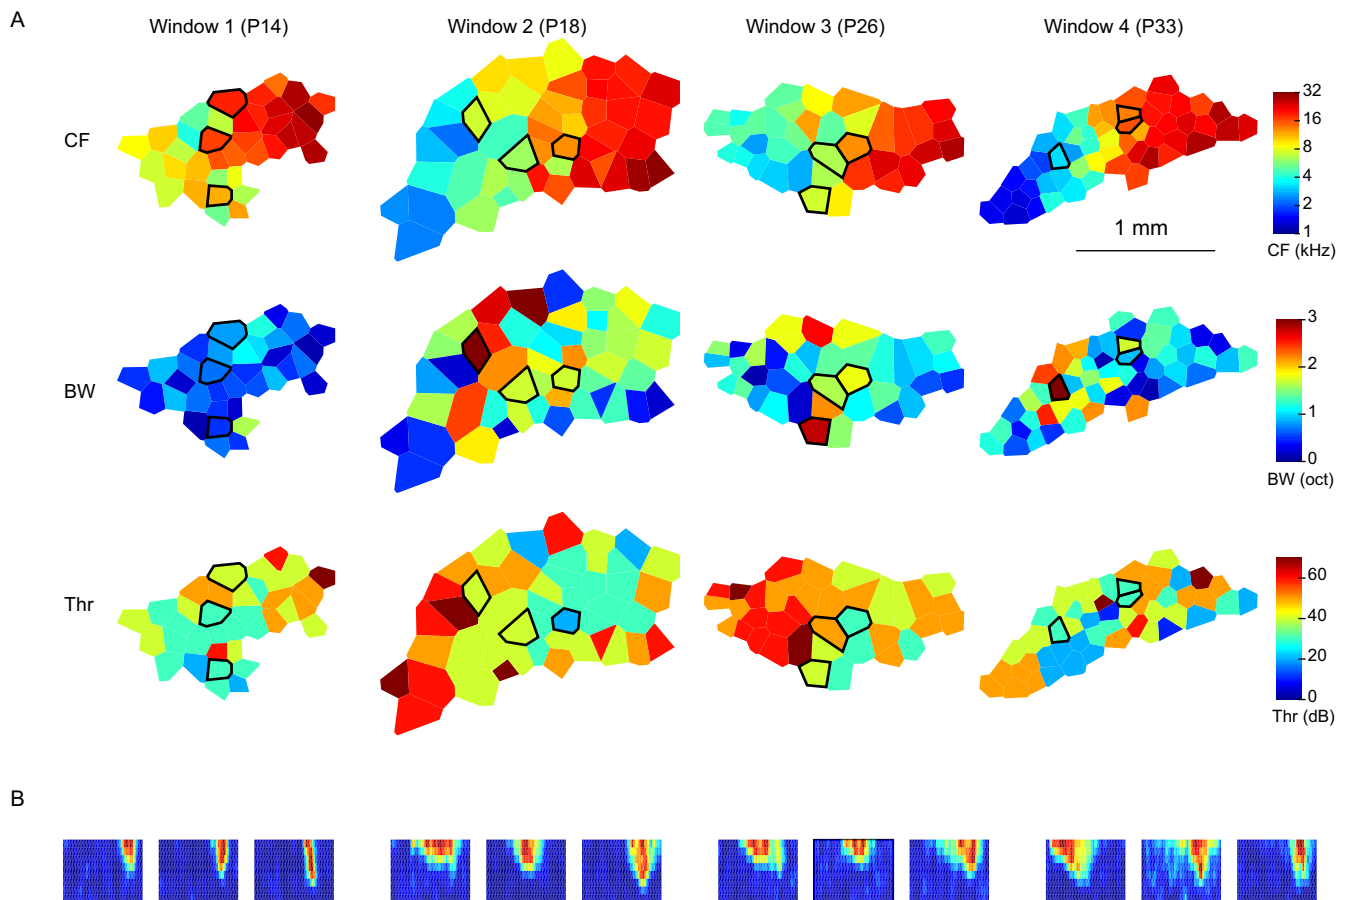 A
Window 1 (P14)
Window 2 (P18)
Window 3 (P26)
Window 4 (P33)
CF
32
16
8
4
2
1
CF (kHz)
1 mm
BW
3
2
1
0
BW (oct)
Thr
60
40
20
0
Thr (dB)
B